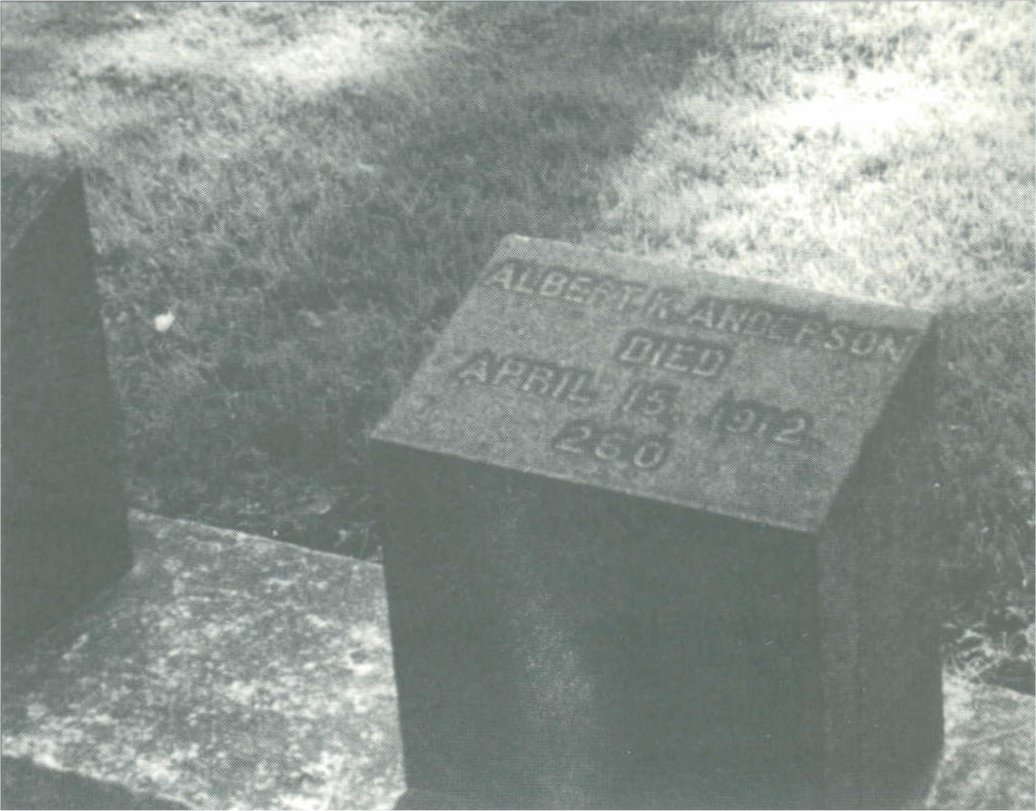 ALBERT K. ANDERSON
DIED
APRIL 15, 1912
260